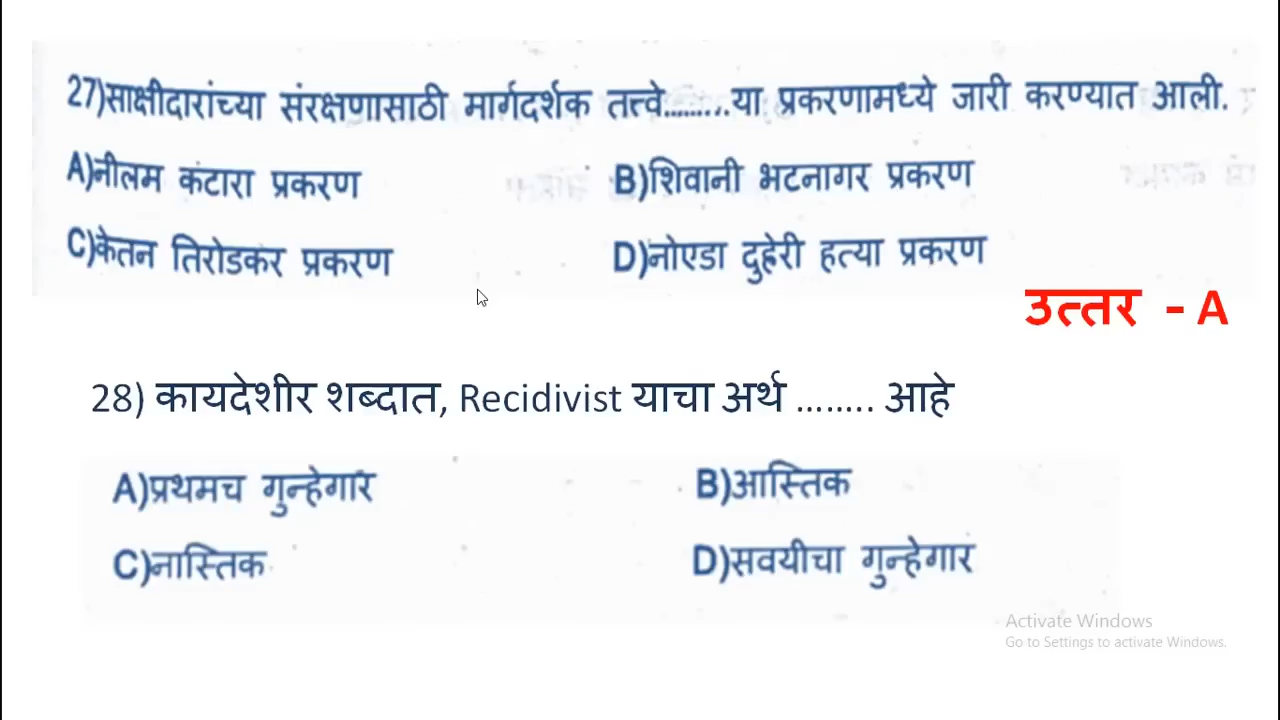 27)साक्षीदारांच्या संरक्षणासाठी मार्गदर्शक तत्त्वे........या प्रकरणामध्ये जारी करण्यात आली.
A)नीलम कंटारा प्रकरण B)शिवानी भटनागर प्रकरण
C)केतन तिरोडकर प्रकरण D)नोएडा दुहेरी हत्या प्रकरण
उत्तर - A
28) कायदेशीर शब्दात, Recidivist याचा अर्थ ........ आहे
A)प्रथमच गुन्हेगार B)आस्तिक
C)नास्तिक D)सवयीचा गुन्हेगार
Activate Windows
Go to Settings to activate Windows.